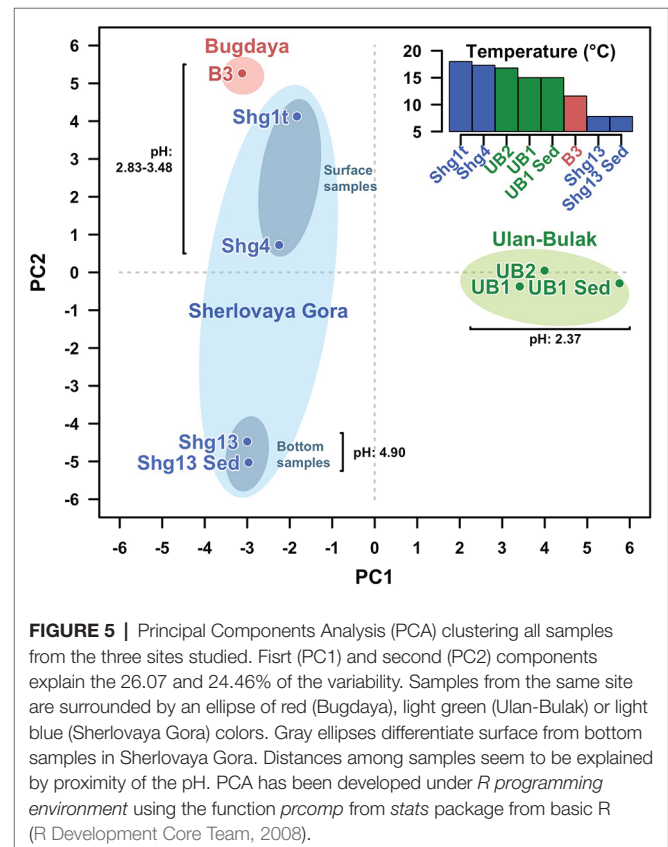 6
5
4
3
2
1
0
-1
-2
-3
-4
-5
-6
PC2
Bugdaya
B3
pH:
2.83-3.48
Shg1t
Surface
samples
Shg4
Sherlovaya Gora
Shg13
Shg13 Sed
Bottom
samples
pH: 4.90
Temperature (°C)
20
15
10
5
Shg1t
Shg4
UB2
UB1
UB1 Sed
B3
Shg13
Shg13 Sed
Ulan-Bulak
UB2
UB1 UB1 Sed
pH: 2.37
-6 -5 -4 -3 -2 -1 0 1 2 3 4 5 6
PC1
FIGURE 5 | Principal Components Analysis (PCA) clustering all samples
from the three sites studied. Fisrt (PC1) and second (PC2) components
explain the 26.07 and 24.46% of the variability. Samples from the same site
are surrounded by an ellipse of red (Bugdaya), light green (Ulan-Bulak) or light
blue (Sherlovaya Gora) colors. Gray ellipses differentiate surface from bottom
samples in Sherlovaya Gora. Distances among samples seem to be explained
by proximity of the pH. PCA has been developed under R programming
environment using the function prcomp from stats package from basic R
(R Development Core Team, 2008).